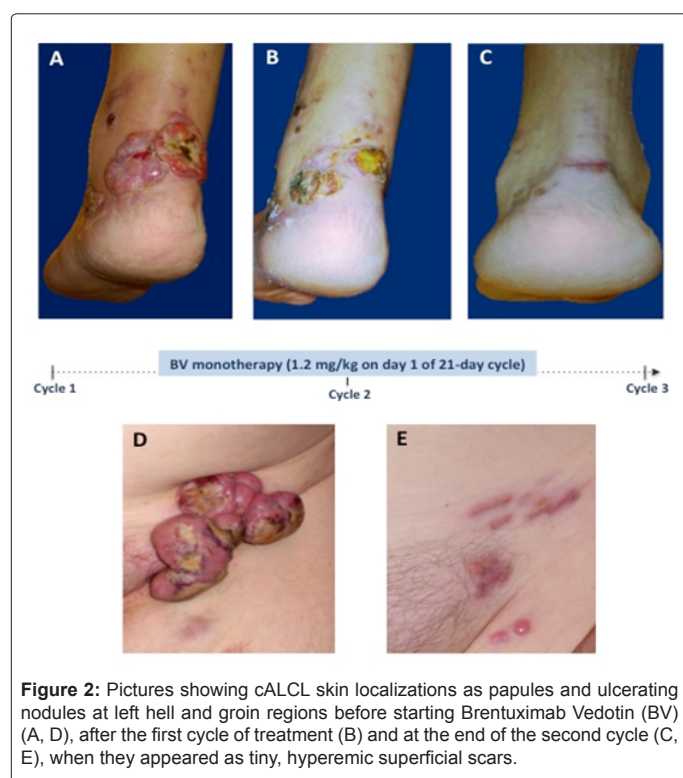 A
B
C
BV monotherapy (1.2 mg/kg on day 1 of 21-day cycle)
Cycle 1
Cycle 2
Cycle 3
D
E
Figure 2: Pictures showing cALCL skin localizations as papules and ulcerating
nodules at left hell and groin regions before starting Brentuximab Vedotin (BV)
(A, D), after the first cycle of treatment (B) and at the end of the second cycle (C,
E), when they appeared as tiny, hyperemic superficial scars.